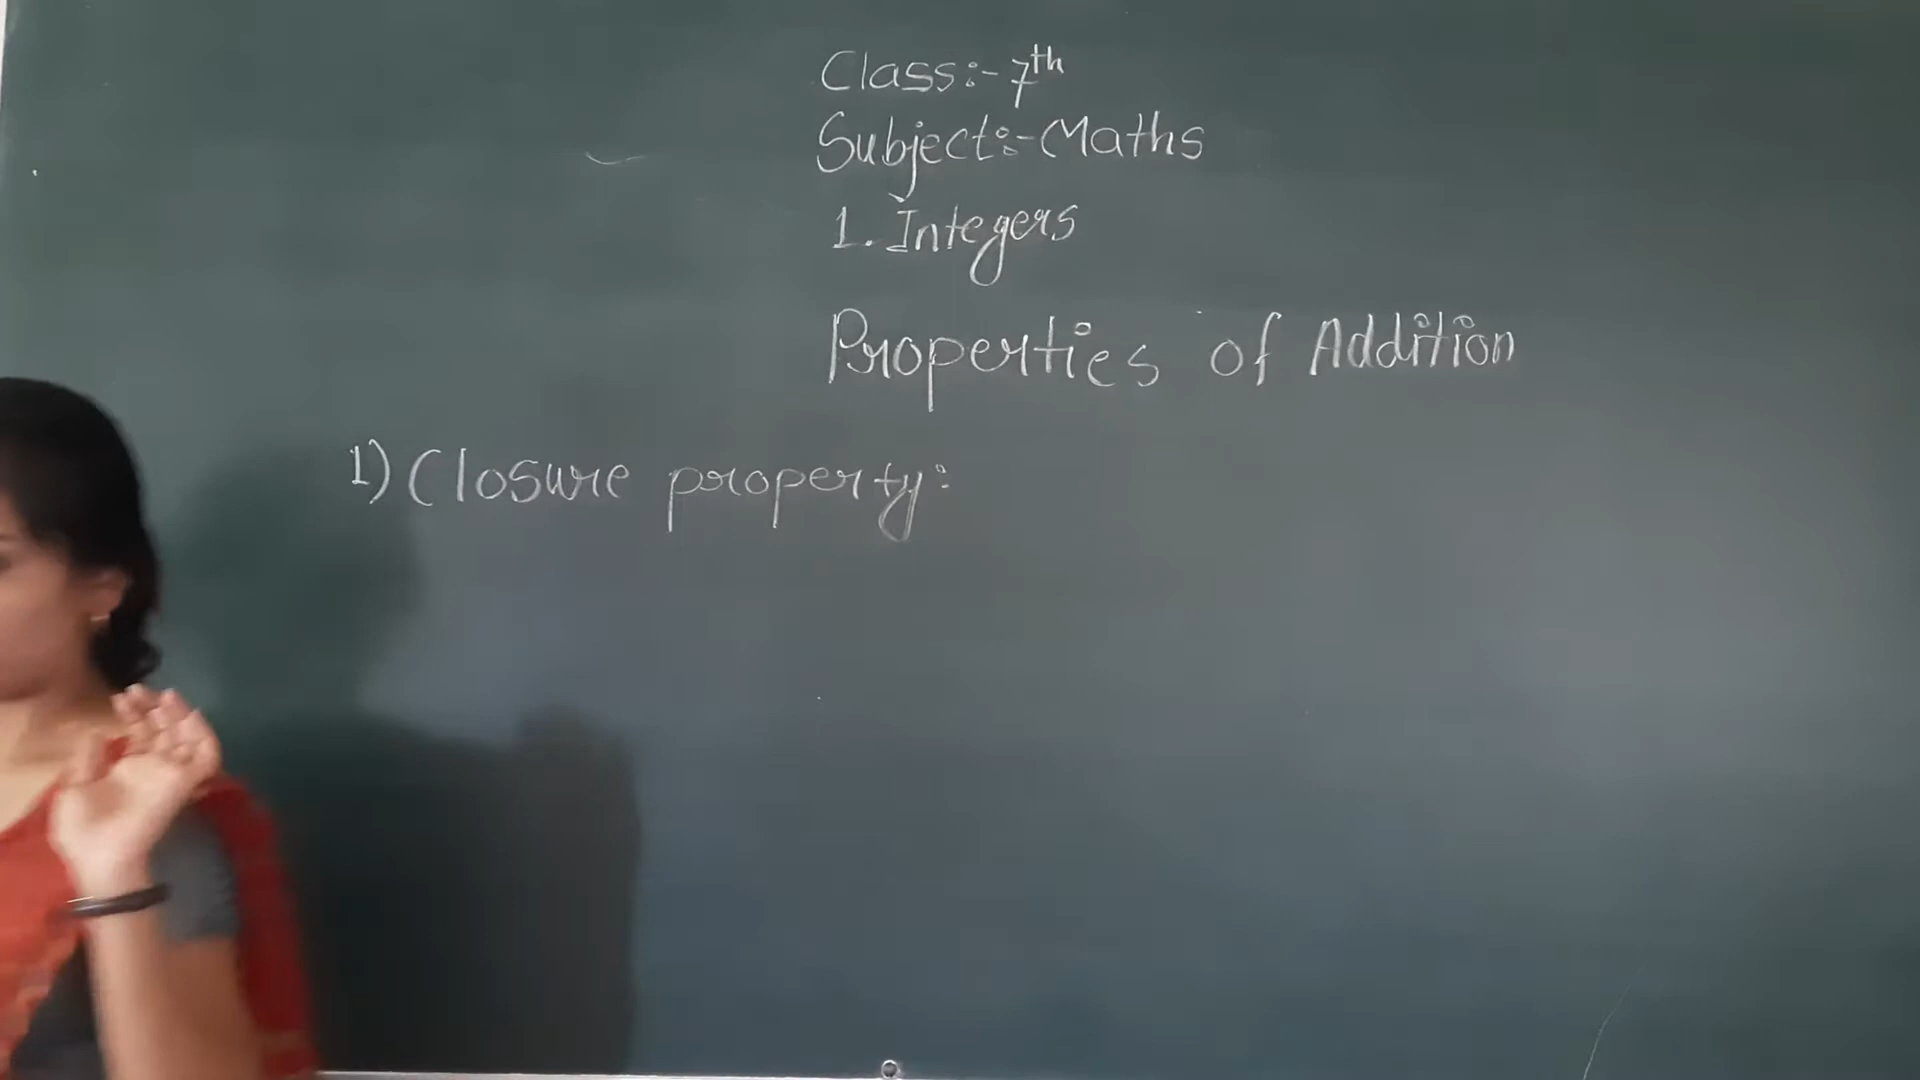 Class:- 7th
Subject:- Maths
1. Integers
Properties of Addition
1) Closure property: